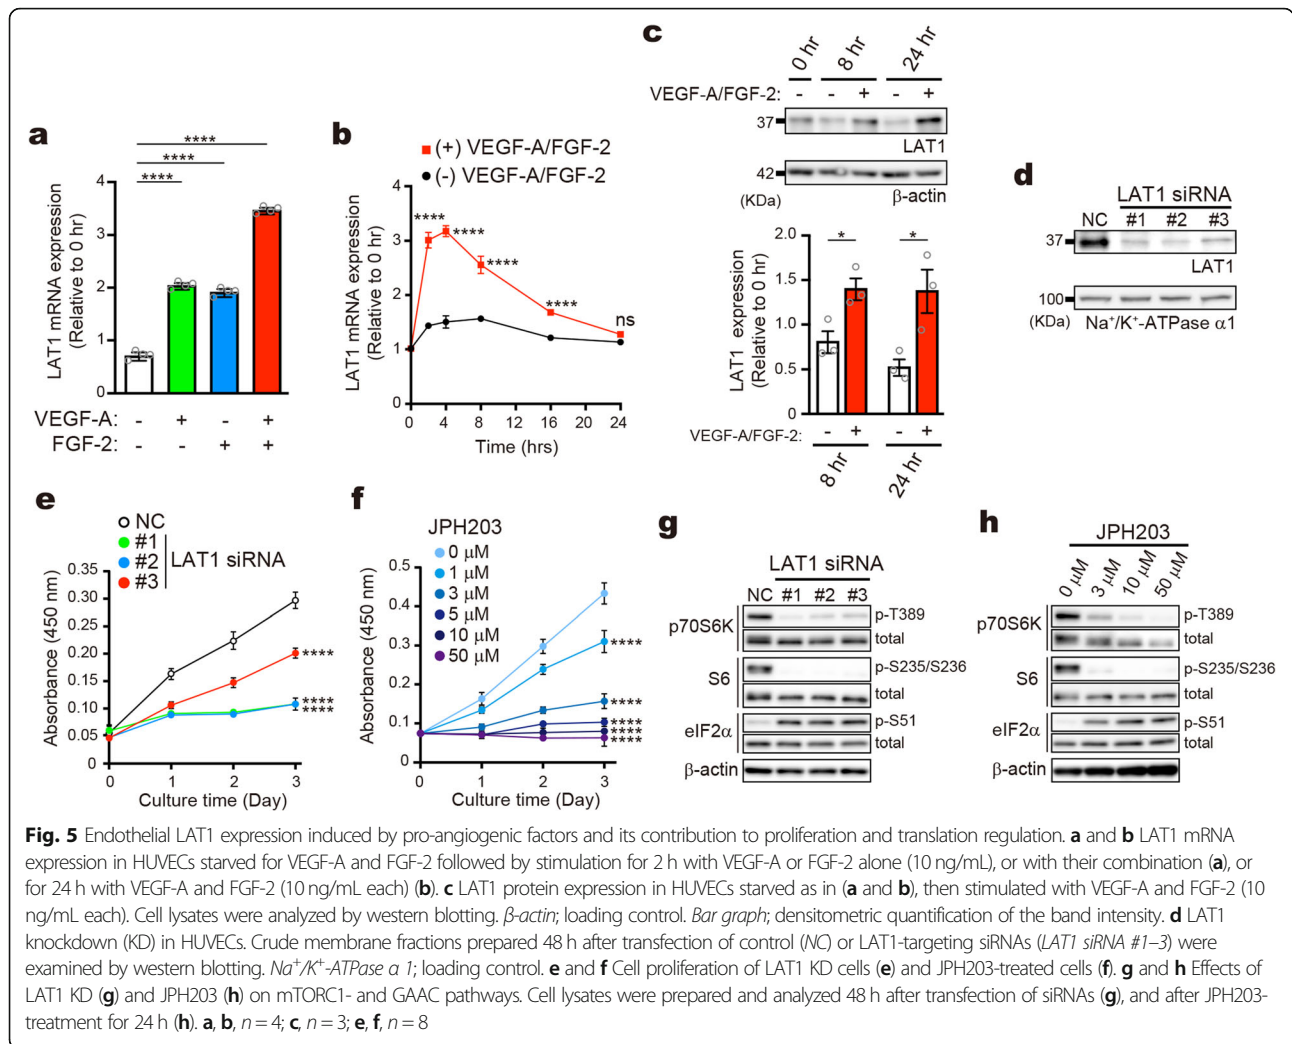 a
****
****
****
LAT1 mRNA expression
(Relative to 0 hr)
4
3
2
1
0
VEGF-A: - + - +
FGF-2: - - + +
b
(+) VEGF-A/FGF-2
(-) VEGF-A/FGF-2
LAT1 mRNA expression
(Relative to 0 hr)
4
3
2
1
0
**** **** **** **** ns
0 4 8 12 16 20 24
Time (hrs)
c
0 hr 8 hr 24 hr
VEGF-A/FGF-2: - - + - +
37
LAT1
42
(KDa)
β-actin
LAT1 expression
(Relative to 0 hr)
2.0
1.5
1.0
0.5
0
* *
VEGF-A/FGF-2: - + - +
8 hr 24 hr
d
LAT1 siRNA
NC #1 #2 #3
37
LAT1
100
(KDa)
Na⁺/K⁺-ATPase α1
e
NC
#1
#2
#3
LAT1 siRNA
Absorbance (450 nm)
0.35
0.30
0.25
0.20
0.15
0.10
0.05
0.00
****
****
****
0 1 2 3
Culture time (Day)
f
JPH203
0 μM
1 μM
3 μM
5 μM
10 μM
50 μM
Absorbance (450 nm)
0.5
0.4
0.3
0.2
0.1
0.0
****
****
****
****
****
0 1 2 3
Culture time (Day)
g
LAT1 siRNA
NC #1 #2 #3
p70S6K
p-T389
total
S6
p-S235/S236
total
eIF2α
p-S51
total
β-actin
h
JPH203
0 μM 3 μM 10 μM 50 μM
p70S6K
p-T389
total
S6
p-S235/S236
total
eIF2α
p-S51
total
β-actin
Fig. 5 Endothelial LAT1 expression induced by pro-angiogenic factors and its contribution to proliferation and translation regulation. a and b LAT1 mRNA
expression in HUVECs starved for VEGF-A and FGF-2 followed by stimulation for 2 h with VEGF-A or FGF-2 alone (10 ng/mL), or with their combination (a), or
for 24 h with VEGF-A and FGF-2 (10 ng/mL each) (b). c LAT1 protein expression in HUVECs starved as in (a and b), then stimulated with VEGF-A and FGF-2 (10
ng/mL each). Cell lysates were analyzed by western blotting. β-actin; loading control. Bar graph; densitometric quantification of the band intensity. d LAT1
knockdown (KD) in HUVECs. Crude membrane fractions prepared 48 h after transfection of control (NC) or LAT1-targeting siRNAs (LAT1 siRNA #1–3) were
examined by western blotting. Na⁺/K⁺-ATPase α 1; loading control. e and f Cell proliferation of LAT1 KD cells (e) and JPH203-treated cells (f). g and h Effects of
LAT1 KD (g) and JPH203 (h) on mTORC1- and GAAC pathways. Cell lysates were prepared and analyzed 48 h after transfection of siRNAs (g), and after JPH203-
treatment for 24 h (h). a, b, n = 4; c, n = 3; e, f, n = 8